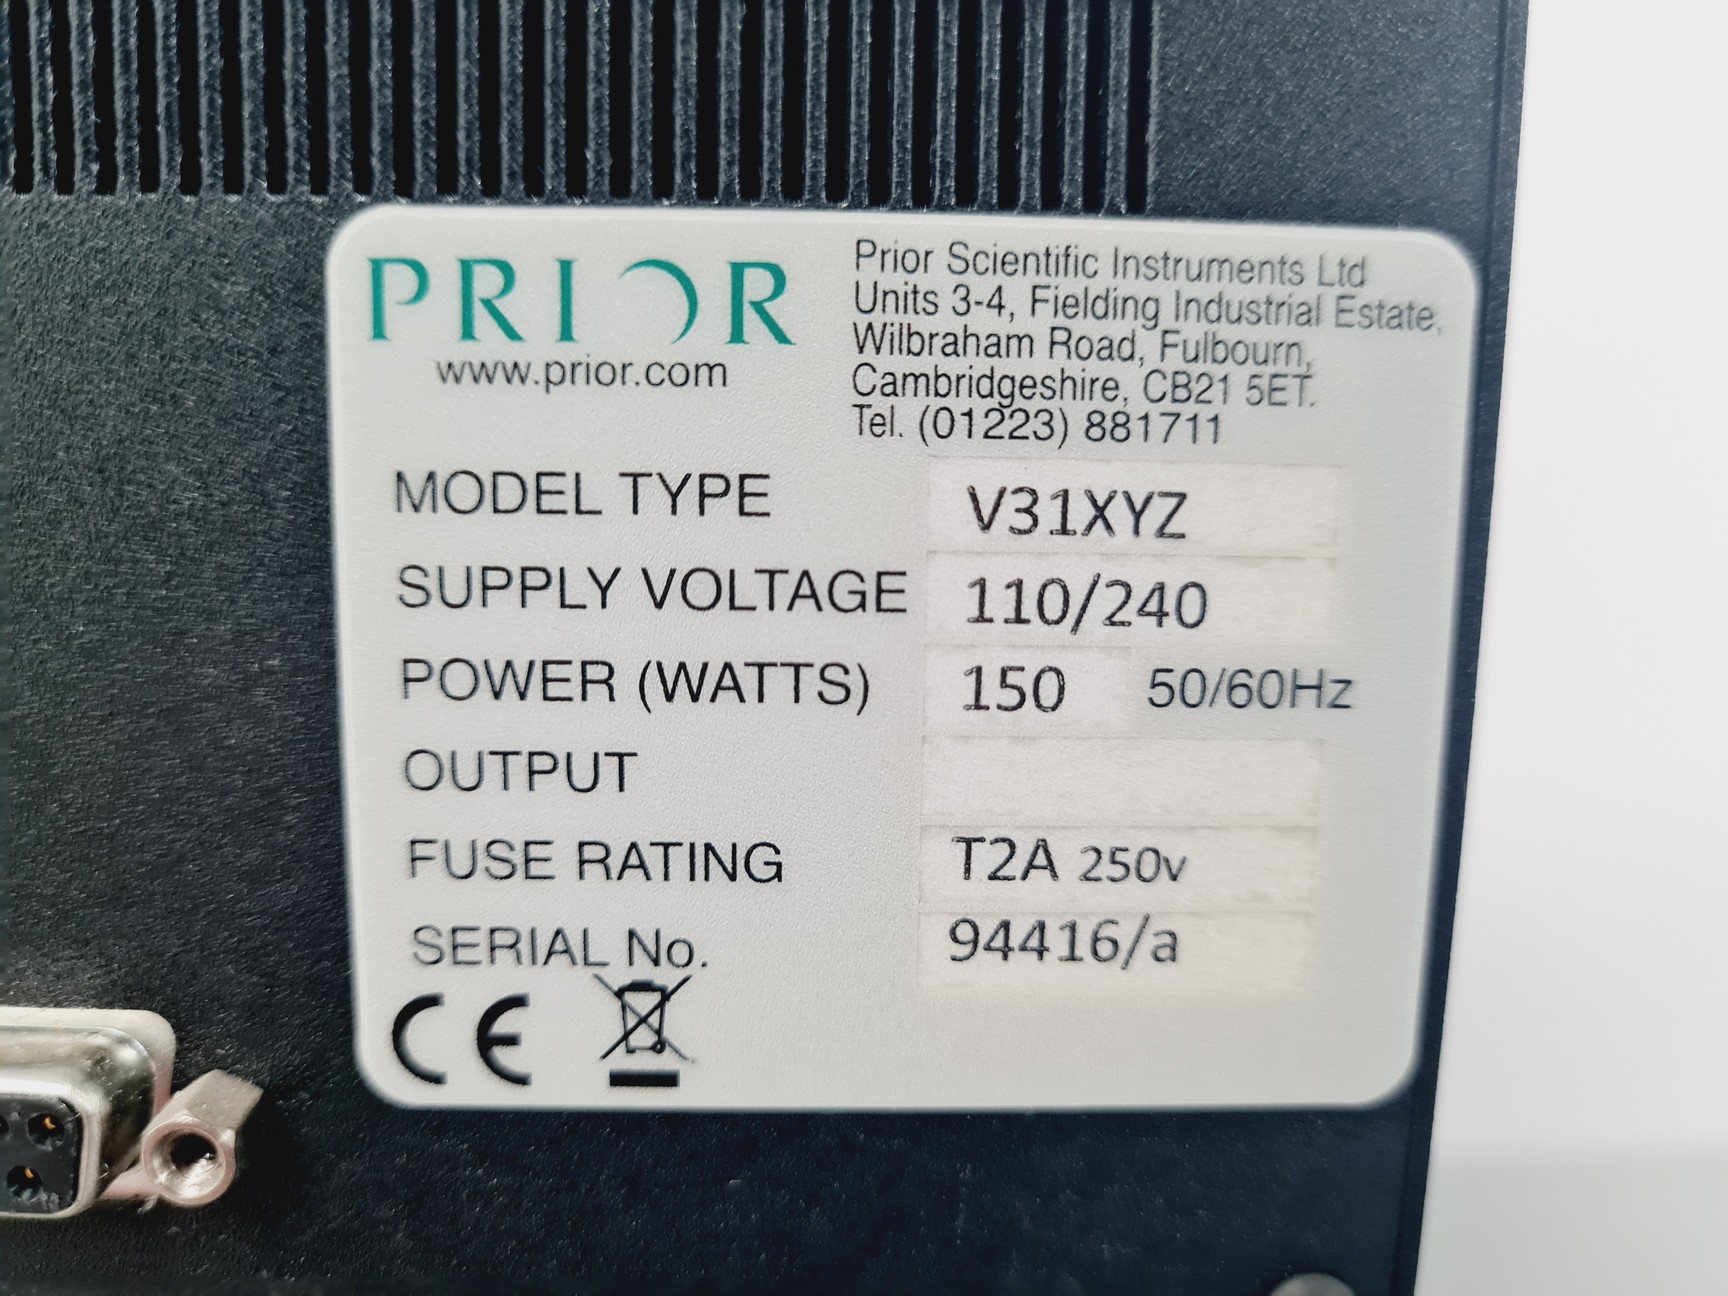 PRIOR
www.prior.com
Prior Scientific Instruments Ltd
Units 3-4, Fielding Industrial Estate,
Wilbraham Road, Fulbourn,
Cambridgeshire, CB21 5ET.
Tel. (01223) 881711
MODEL TYPE V31XYZ
SUPPLY VOLTAGE 110/240
POWER (WATTS) 150 50/60Hz
OUTPUT
FUSE RATING T2A 250v
SERIAL No. 94416/a
CE